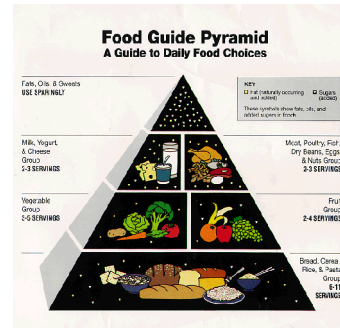 Food Guide Pyramid
A Guide to Daily Food Choices
Fats, Oils, & Sweets
USE SPARINGLY
KEY
Fat (naturally occurring
and added)
Sugars
(added)
These symbols show fats, oils, and
added sugars in foods.
Milk, Yogurt,
& Cheese
Group
2-3 SERVINGS
Meat, Poultry, Fish,
Dry Beans, Eggs
& Nuts Group
2-3 SERVINGS
Vegetable
Group
3-5 SERVINGS
Fruit
Group
2-4 SERVINGS
Bread, Cereal
Rice, & Pasta
Group
6-11
SERVINGS